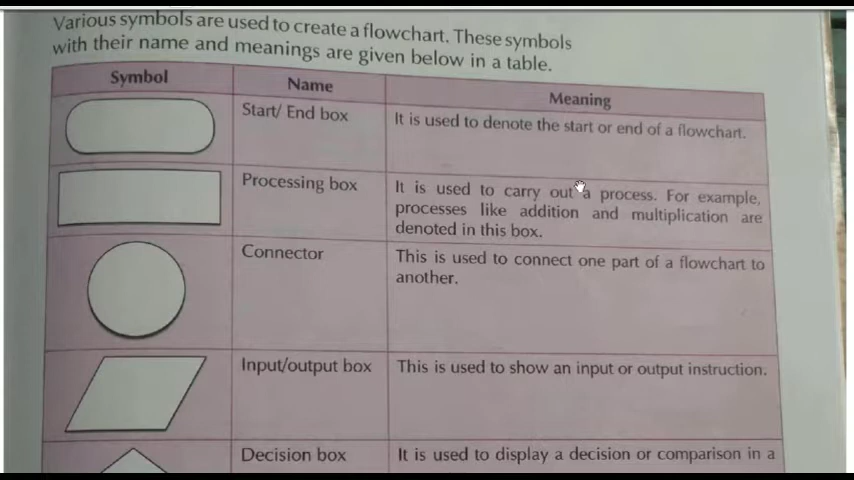 Various symbols are used to create a flowchart. These symbols
with their name and meanings are given below in a table.
Symbol
Name
Meaning
Start/ End box
It is used to denote the start or end of a flowchart.
Processing box
It is used to carry out a process. For example,
processes like addition and multiplication are
denoted in this box.
Connector
This is used to connect one part of a flowchart to
another.
Input/output box
This is used to show an input or output instruction.
Decision box
It is used to display a decision or comparison in a